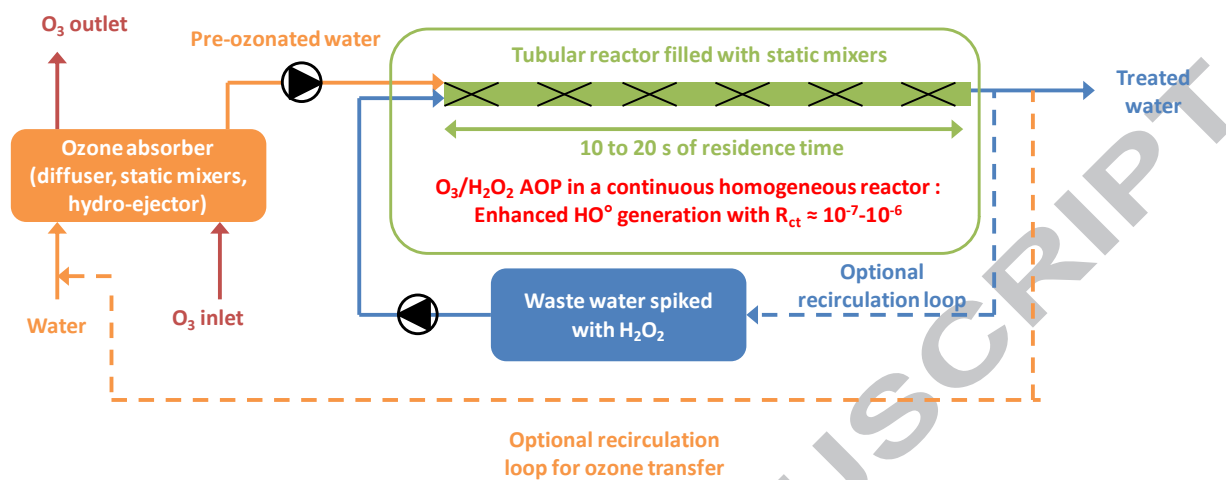 O3 outlet
Pre-ozonated water
Tubular reactor filled with static mixers
Treated
water
Ozone absorber
(diffuser, static mixers,
hydro-ejector)
10 to 20 s of residence time
O3/H2O2 AOP in a continuous homogeneous reactor :
Enhanced HO° generation with Rct ≈ 10-7-10-6
Water
O3 inlet
Waste water spiked
with H2O2
Optional
recirculation loop
Optional recirculation
loop for ozone transfer
USCRIPT